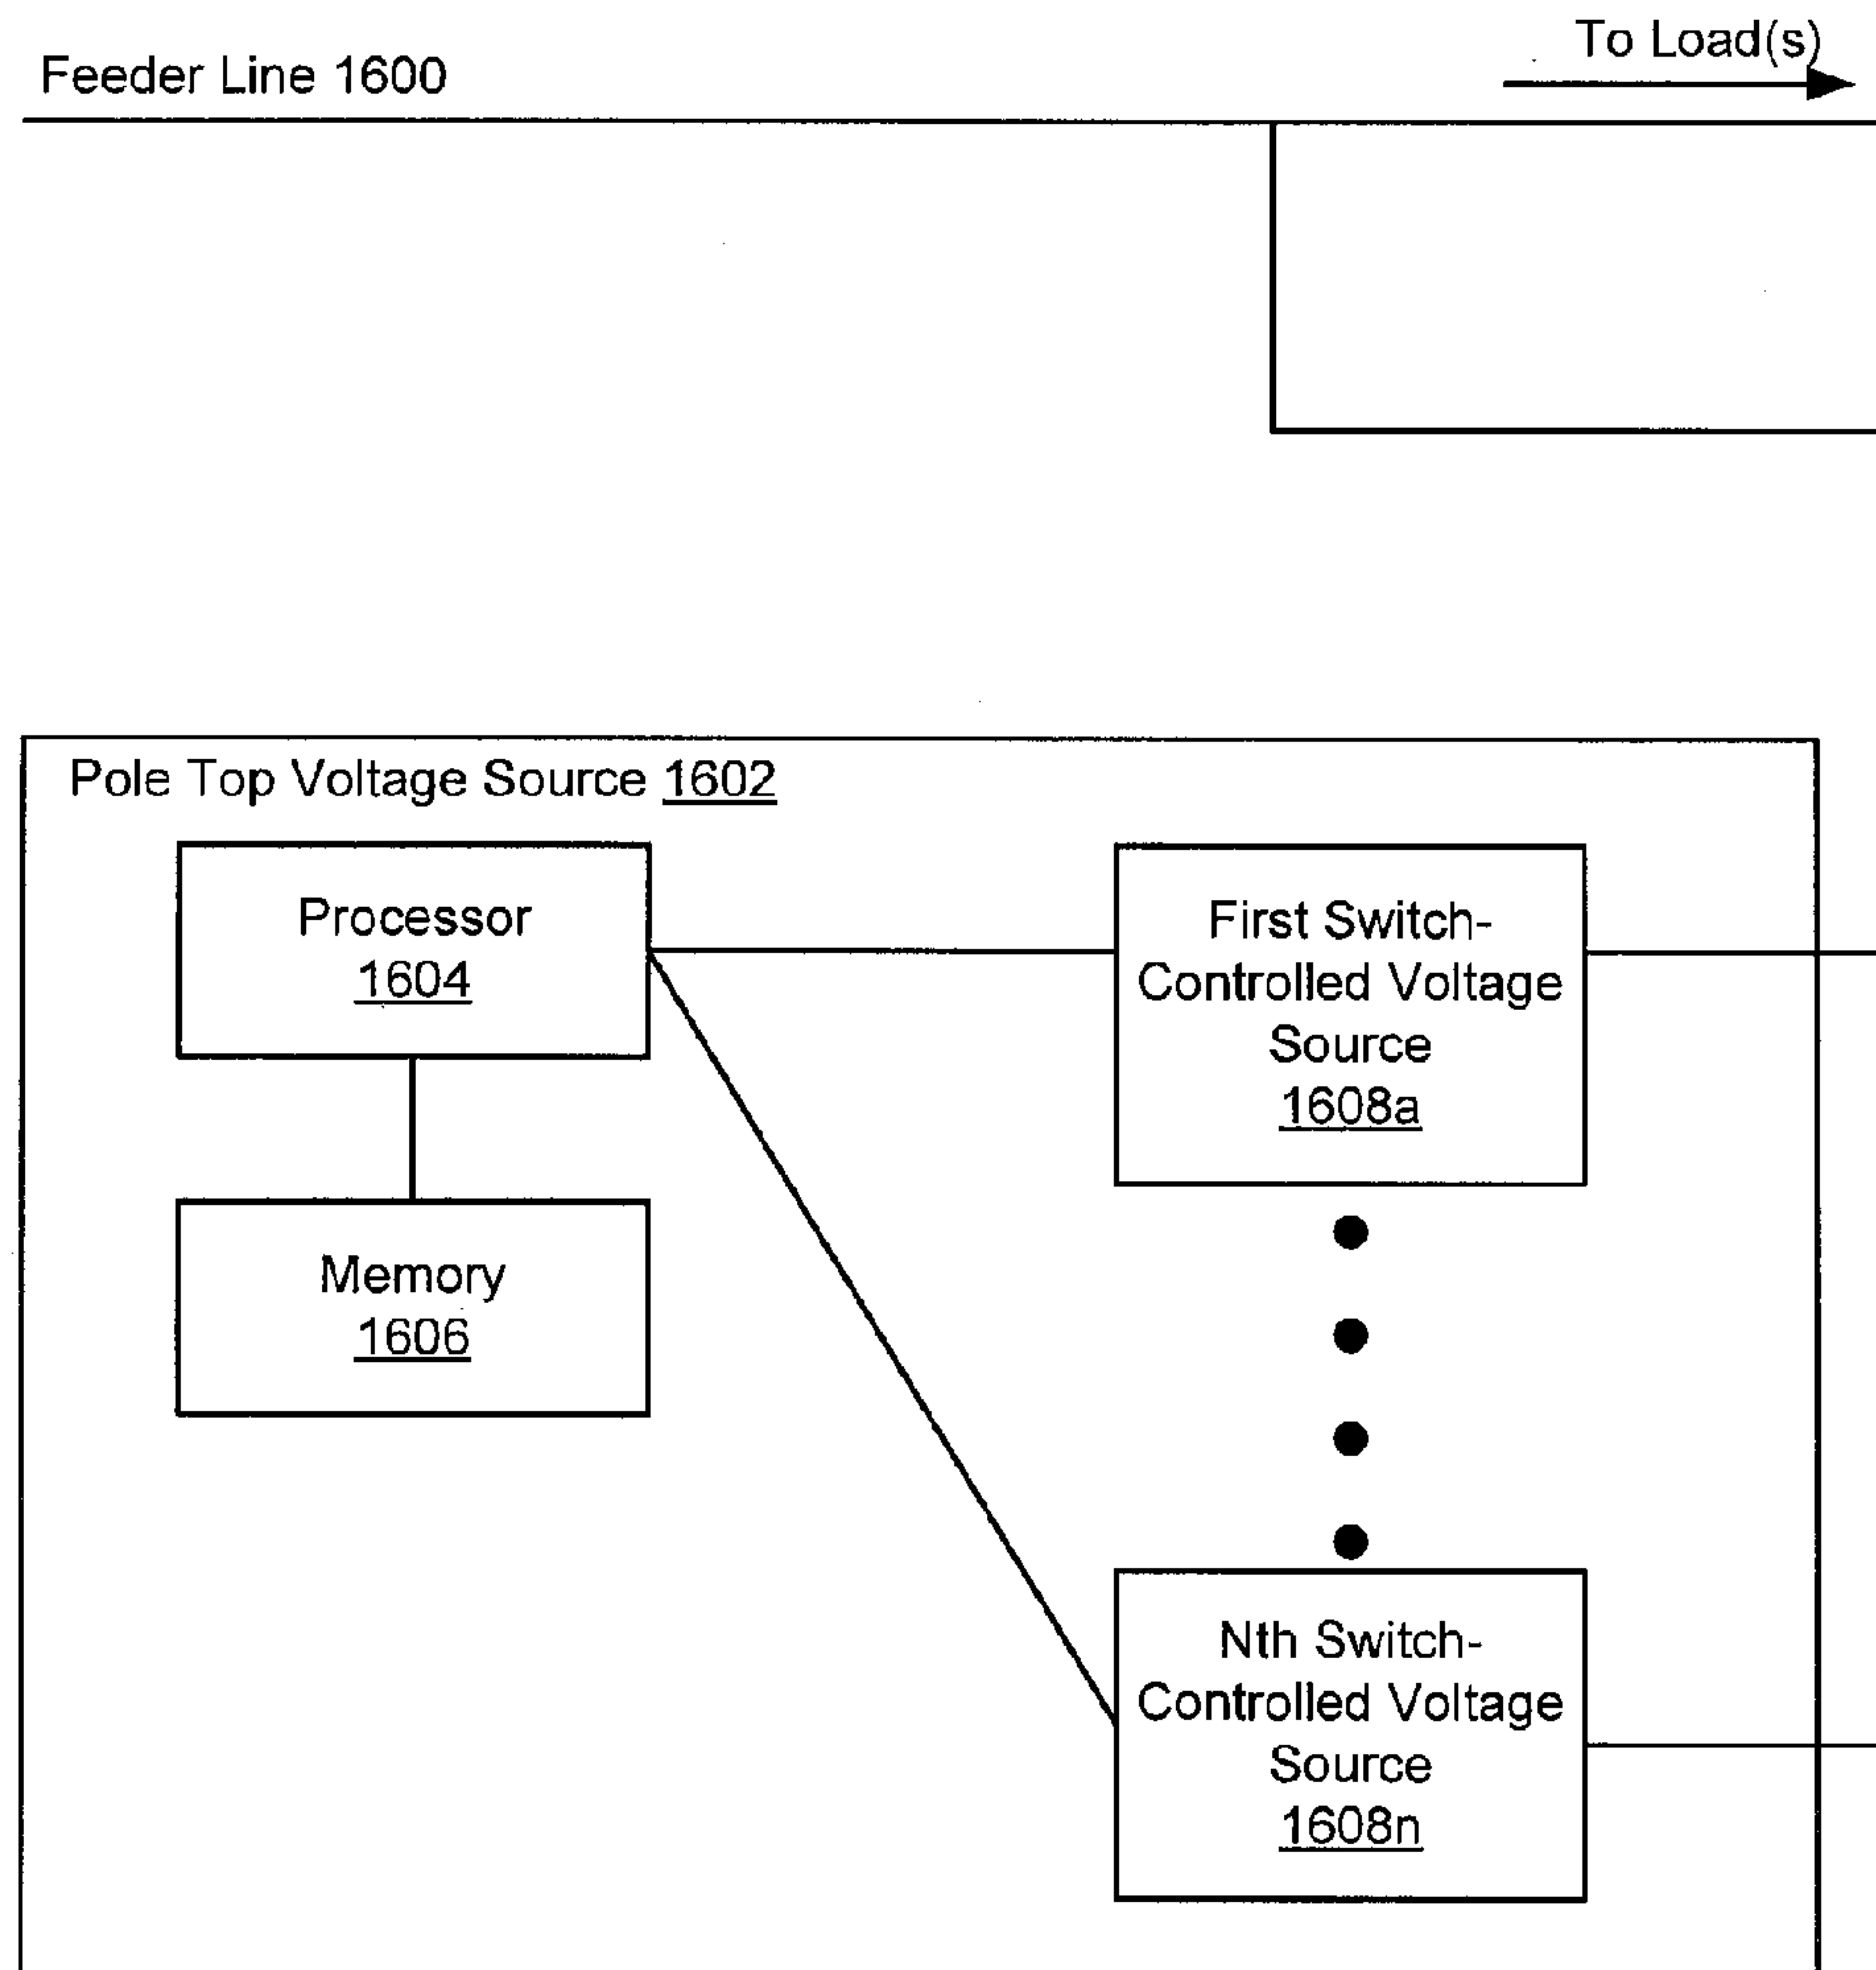 To Load(s)
Feeder Line 1600
Pole Top Voltage Source 1602
Processor
1604
First Switch-
Controlled Voltage
Source
1608a
Memory
1606
Nth Switch-
Controlled Voltage
Source
1608n